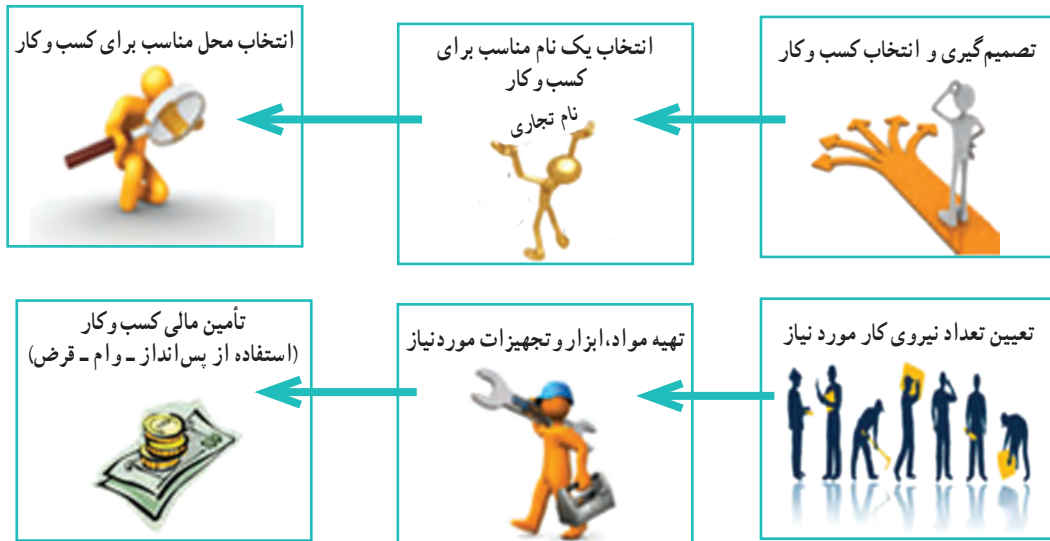 تصمیم‌گیری و انتخاب کسب و کار
انتخاب یک نام مناسب برای
کسب و کار
نام تجاری
انتخاب محل مناسب برای کسب و کار
تعیین تعداد نیروی کار مورد نیاز
تهیه مواد، ابزار و تجهیزات مورد نیاز
تأمین مالی کسب و کار
(استفاده از پس‌انداز ـ وام ـ قرض)